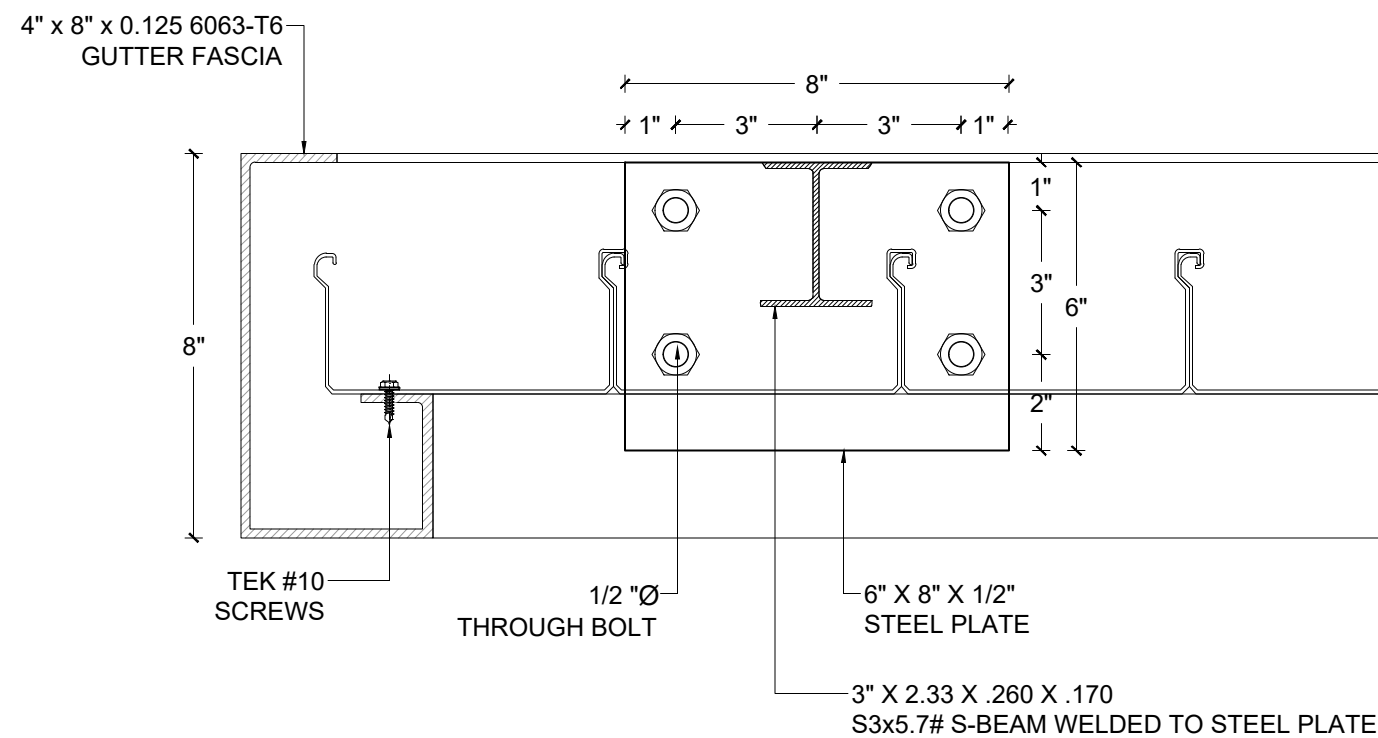 4" x 8" x 0.125 6063-T6
GUTTER FASCIA
8"
1"
3"
3"
1"
1"
3"
6"
2"
8"
TEK #10
SCREWS
1/2 "Ø
THROUGH BOLT
6" X 8" X 1/2"
STEEL PLATE
3" X 2.33 X .260 X .170
S3x5.7# S-BEAM WELDED TO STEEL PLATE